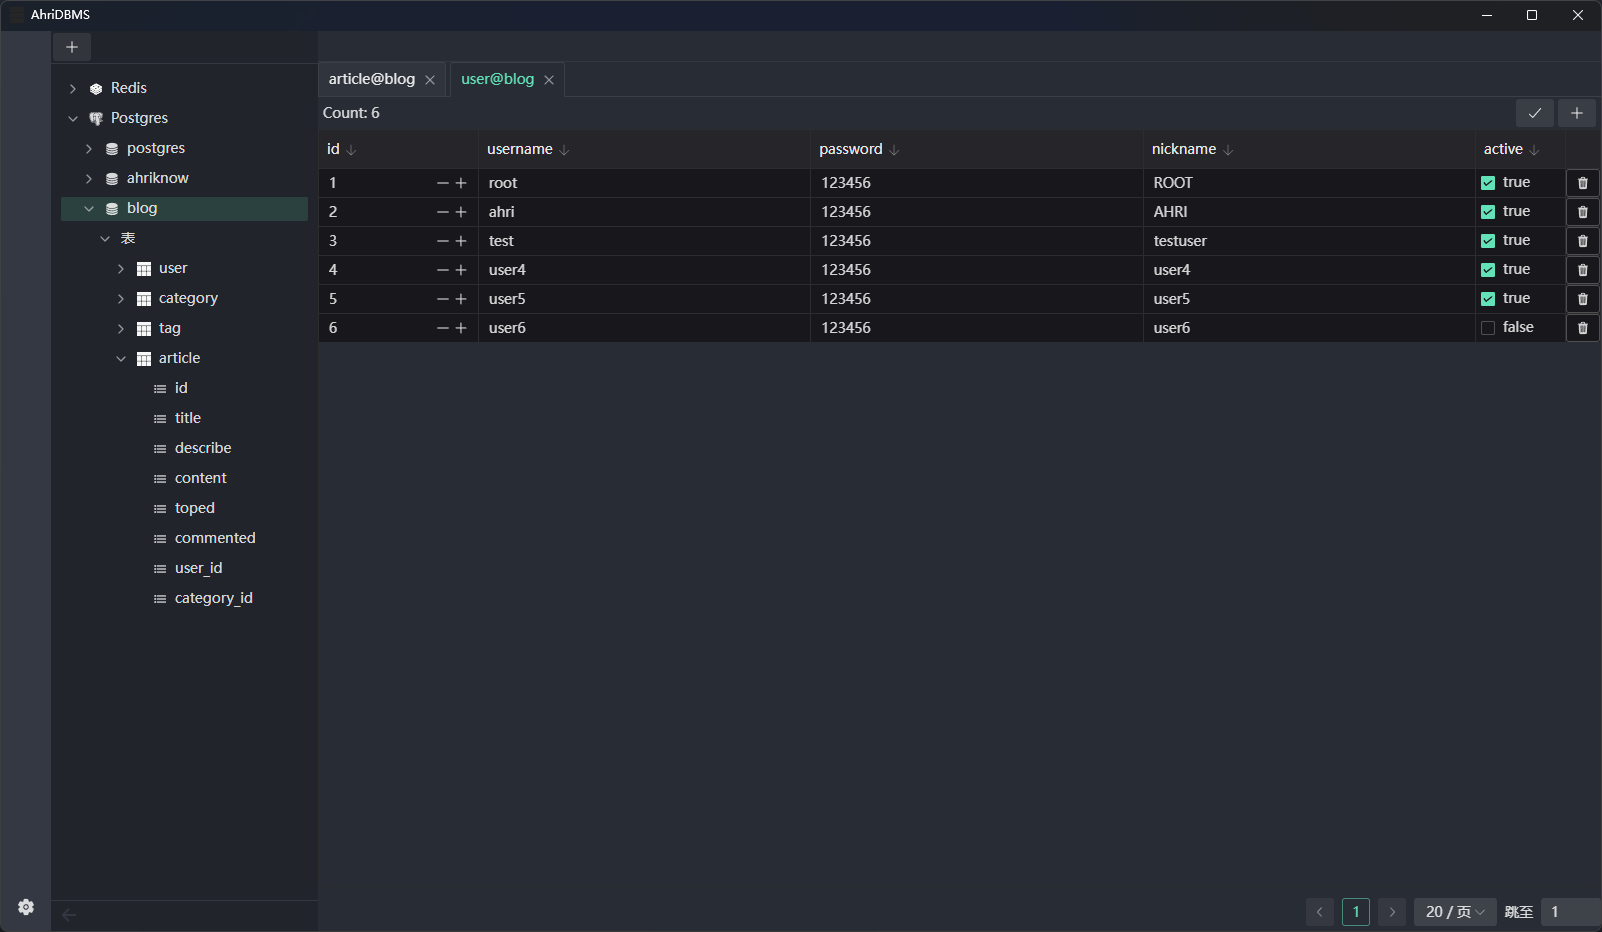 AhriDBMS
Redis
Postgres
postgres
ahriknow
blog
表
user
category
tag
article
id
title
describe
content
toped
commented
user_id
category_id
article@blog user@blog
Count: 6
id username password nickname active
1 root 123456 ROOT true
2 ahri 123456 AHRI true
3 test 123456 testuser true
4 user4 123456 user4 true
5 user5 123456 user5 true
6 user6 123456 user6 false
1 20 / 页 跳至 1